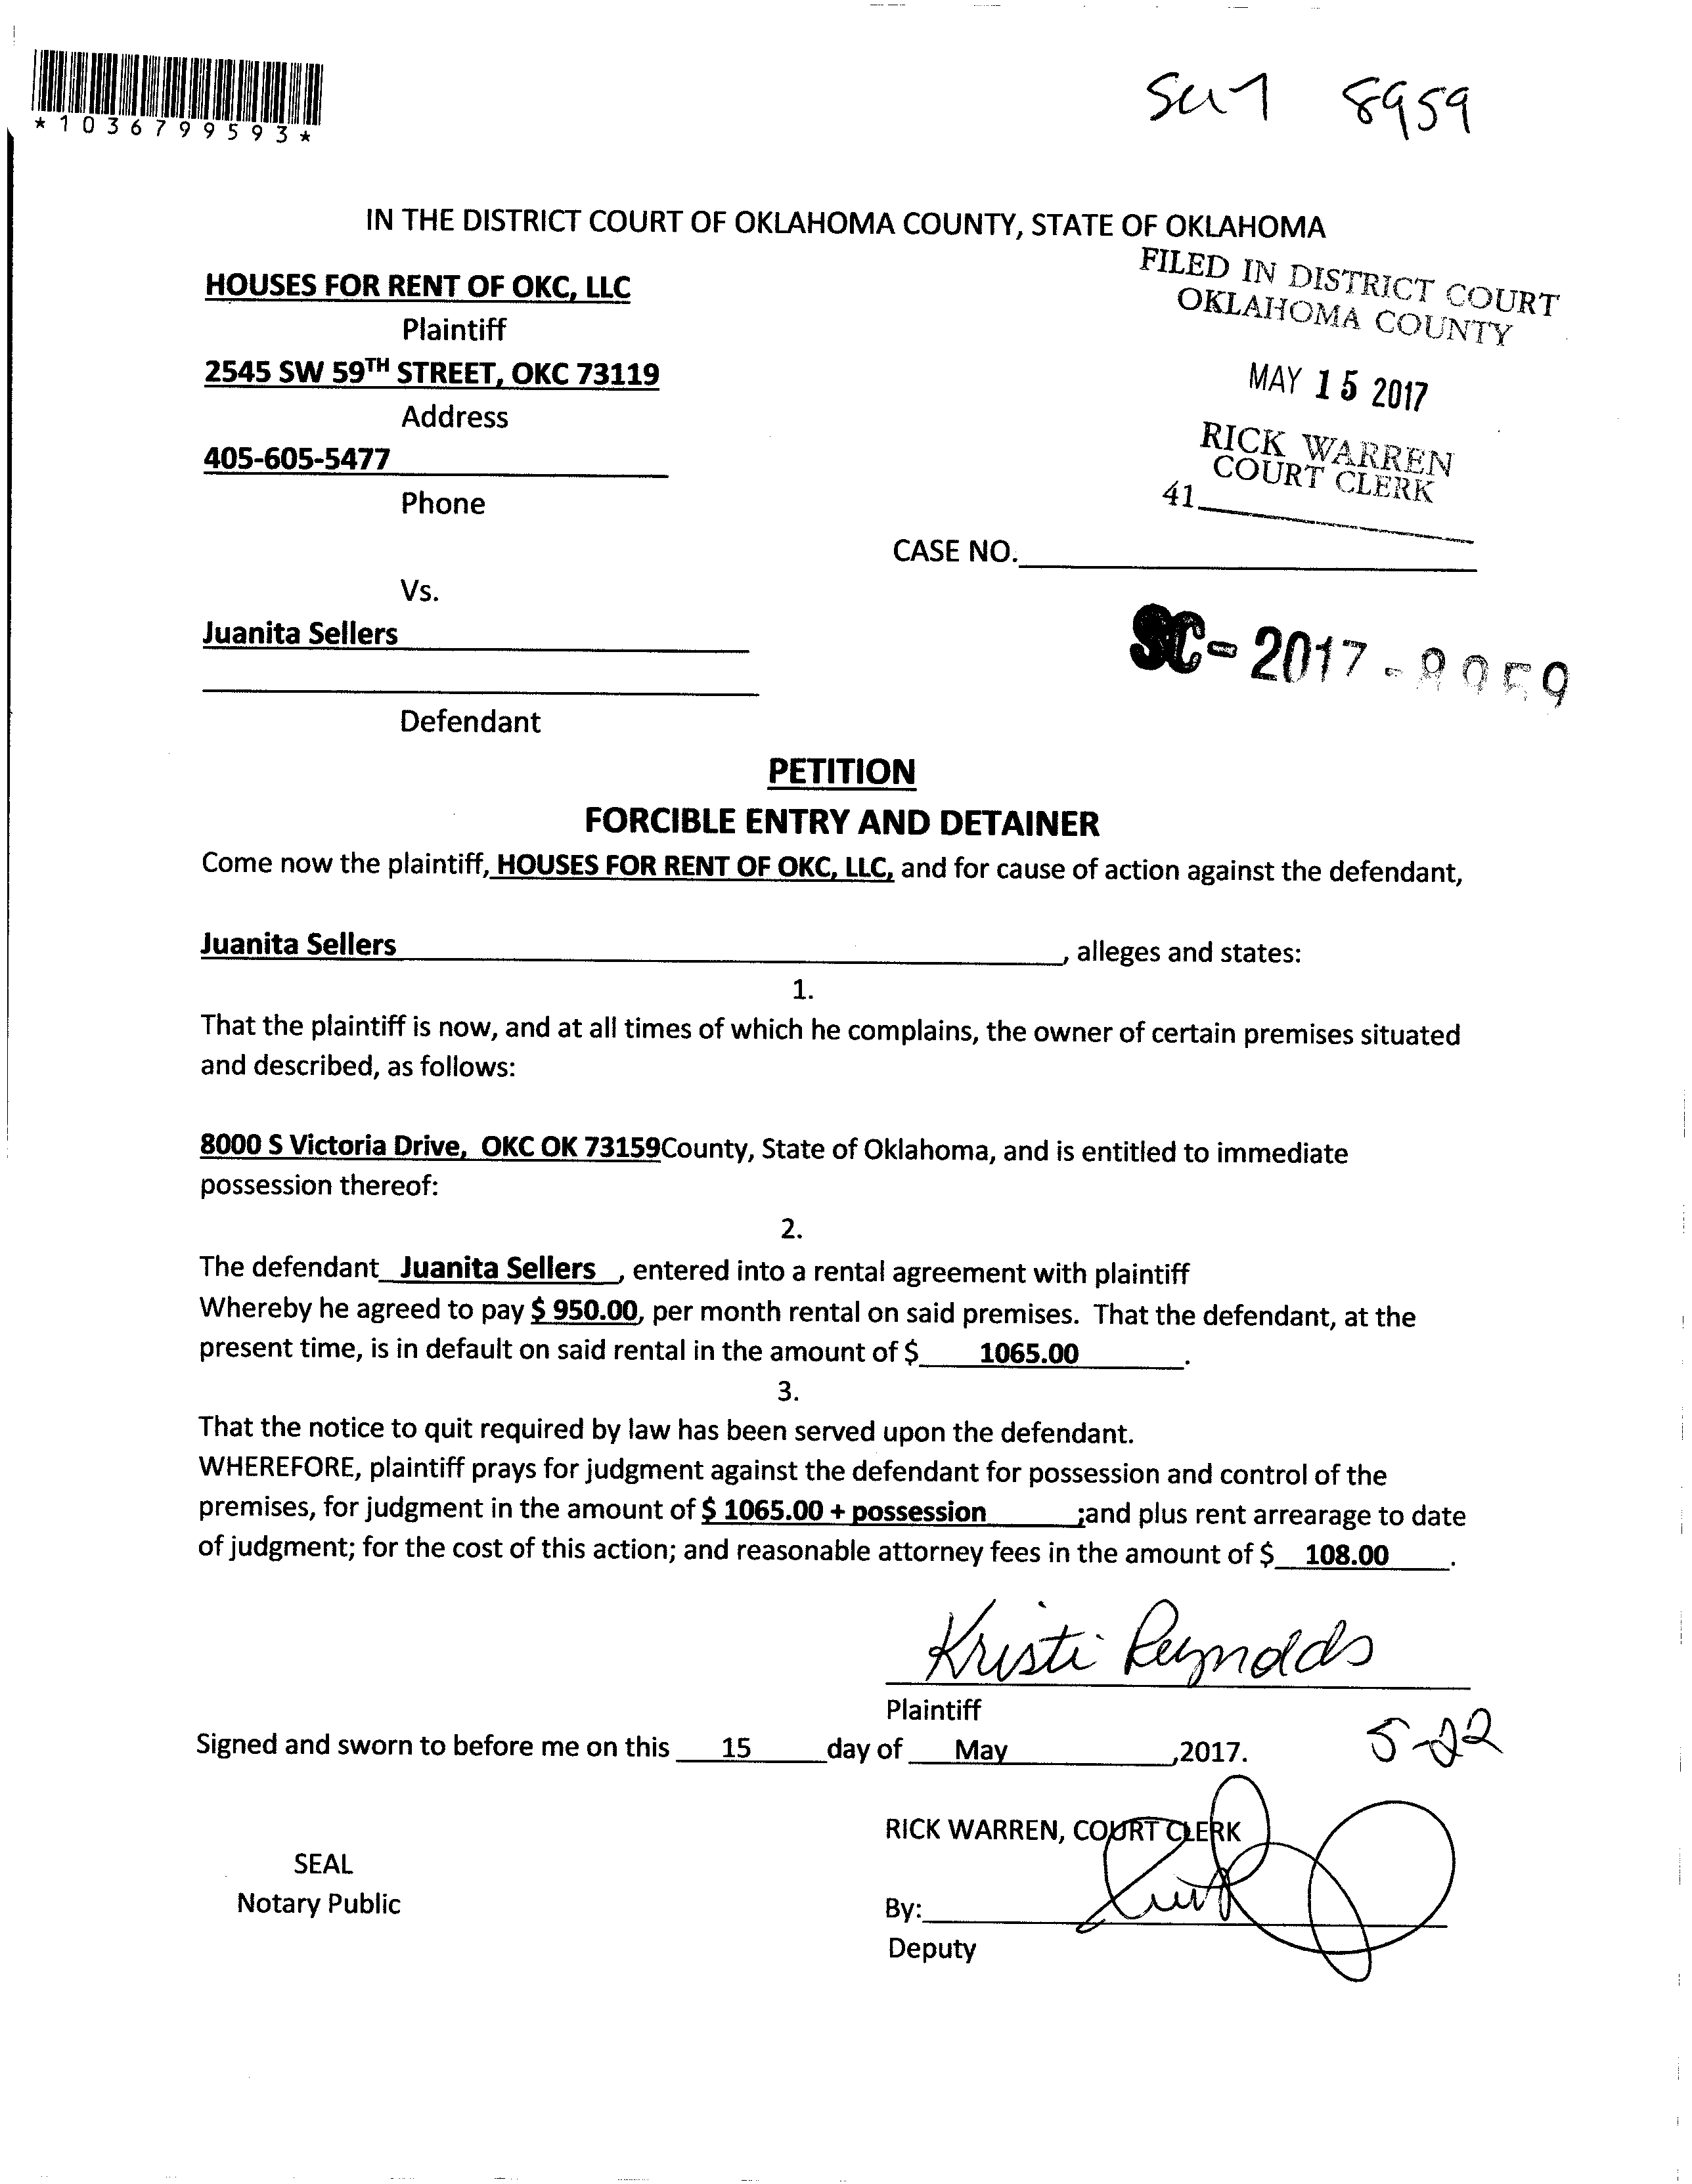 *1036799593*
8959
IN THE DISTRICT COURT OF OKLAHOMA COUNTY, STATE OF OKLAHOMA
HOUSES FOR RENT OF OKC, LLC
Plaintiff
2545 SW 59TH STREET, OKC 73119
Address
405-605-5477
Phone
FILED IN DISTRICT COURT
OKLAHOMA COUNTY
MAY 15 2017
RICK WARREN
COURT CLERK
41
CASE NO.
Vs.
Juanita Sellers
SC-2017-8959
Defendant
PETITION
FORCIBLE ENTRY AND DETAINER
Come now the plaintiff, HOUSES FOR RENT OF OKC, LLC, and for cause of action against the defendant,
Juanita Sellers, alleges and states:
1.
That the plaintiff is now, and at all times of which he complains, the owner of certain premises situated
and described, as follows:
8000 S Victoria Drive, OKC OK 73159County, State of Oklahoma, and is entitled to immediate
possession thereof:
2.
The defendant Juanita Sellers, entered into a rental agreement with plaintiff
Whereby he agreed to pay $ 950.00, per month rental on said premises. That the defendant, at the
present time, is in default on said rental in the amount of $ 1065.00.
3.
That the notice to quit required by law has been served upon the defendant.
WHEREFORE, plaintiff prays for judgment against the defendant for possession and control of the
premises, for judgment in the amount of $ 1065.00 + possession ;and plus rent arrearage to date
of judgment; for the cost of this action; and reasonable attorney fees in the amount of $ 108.00.
Kristi Reynolds
Plaintiff
Signed and sworn to before me on this 15 day of May ,2017.
5-22
RICK WARREN, COURT CLERK
SEAL
Notary Public
By:
Deputy